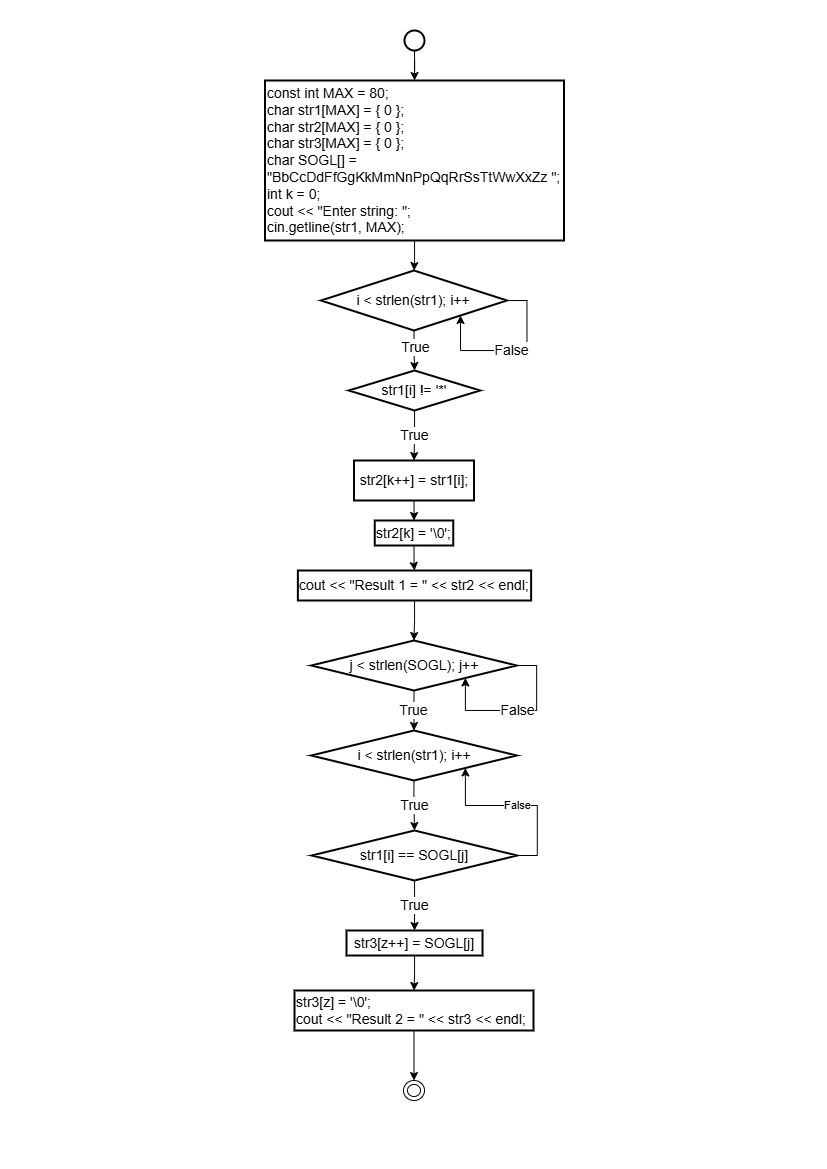 const int MAX = 80;
char str1[MAX] = { 0 };
char str2[MAX] = { 0 };
char str3[MAX] = { 0 };
char SOGL[] =
"BbCcDdFfGgKkMmNnPpQqRrSsTtWwXxZz ";
int k = 0;
cout << "Enter string: ";
cin.getline(str1, MAX);
i < strlen(str1); i++
True
False
str1[i] != '*'
True
str2[k++] = str1[i];
str2[k] = '\0';
cout << "Result 1 = " << str2 << endl;
j < strlen(SOGL); j++
True
False
i < strlen(str1); i++
True
False
str1[i] == SOGL[j]
True
str3[z++] = SOGL[j]
str3[z] = '\0';
cout << "Result 2 = " << str3 << endl;